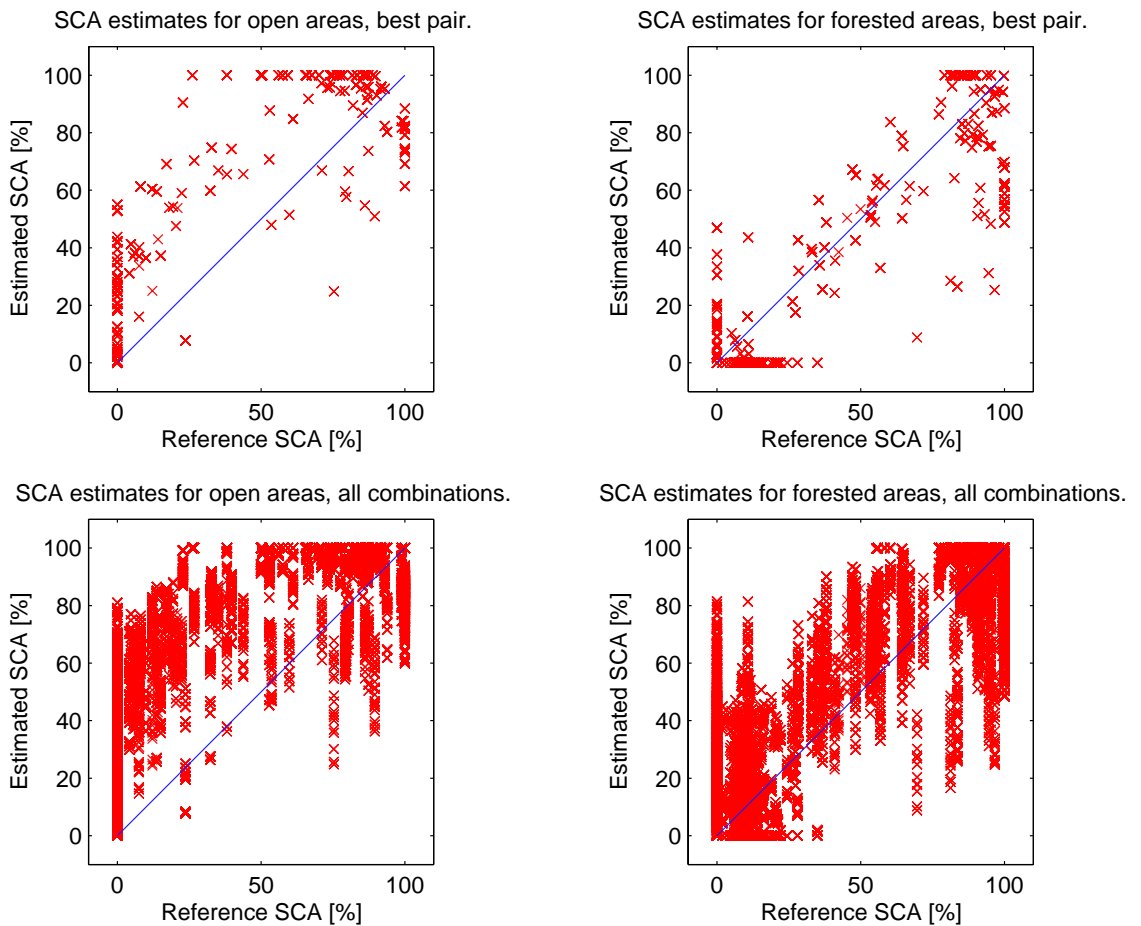 SCA estimates for open areas, best pair.
100
80
60
40
20
0
Estimated SCA [%]
0 50 100
Reference SCA [%]
SCA estimates for forested areas, best pair.
100
80
60
40
20
0
Estimated SCA [%]
0 50 100
Reference SCA [%]
SCA estimates for open areas, all combinations.
100
80
60
40
20
0
Estimated SCA [%]
0 50 100
Reference SCA [%]
SCA estimates for forested areas, all combinations.
100
80
60
40
20
0
Estimated SCA [%]
0 50 100
Reference SCA [%]